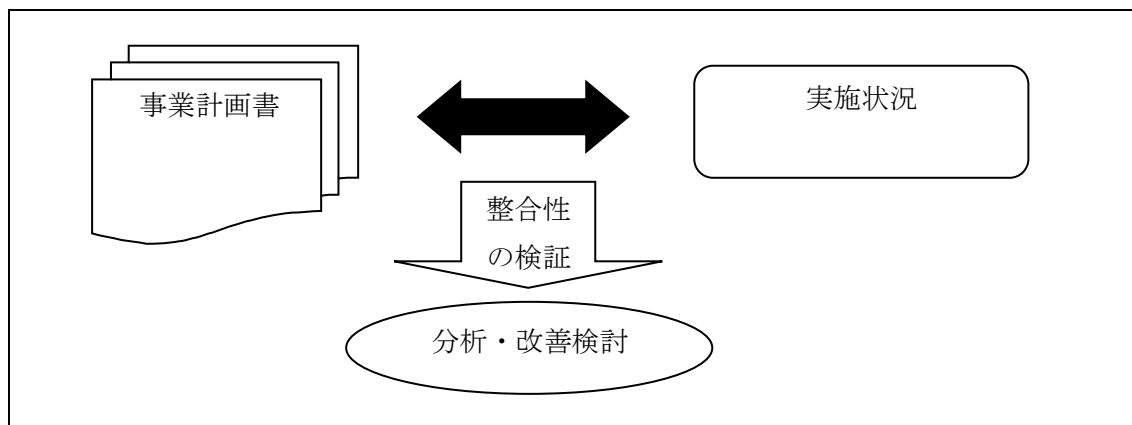 事業計画書
実施状況
整合性
の検証
分析・改善検討